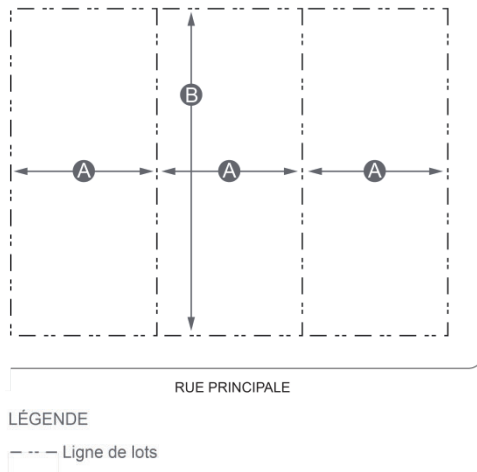 B
A A A
RUE PRINCIPALE
LÉGENDE
Ligne de lots